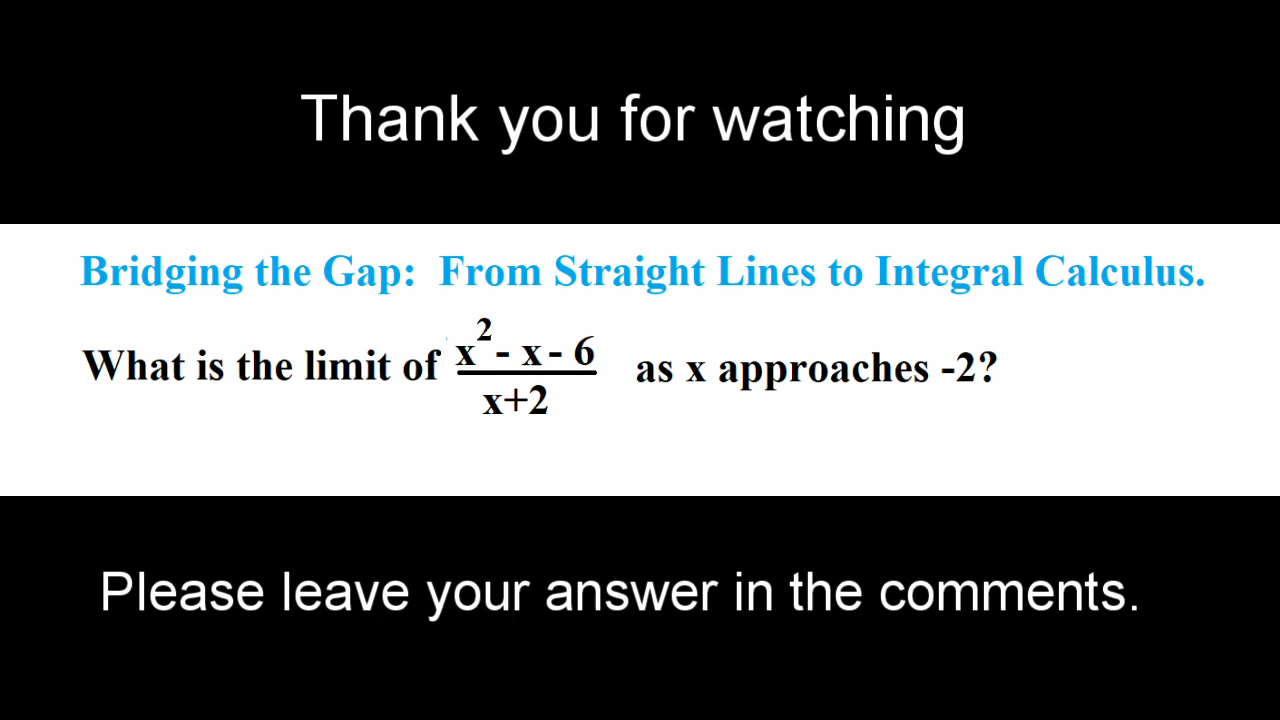 Thank you for watching
Bridging the Gap:  From Straight Lines to Integral Calculus.
What is the limit of x² - x - 6 / x+2 as x approaches -2?
Please leave your answer in the comments.